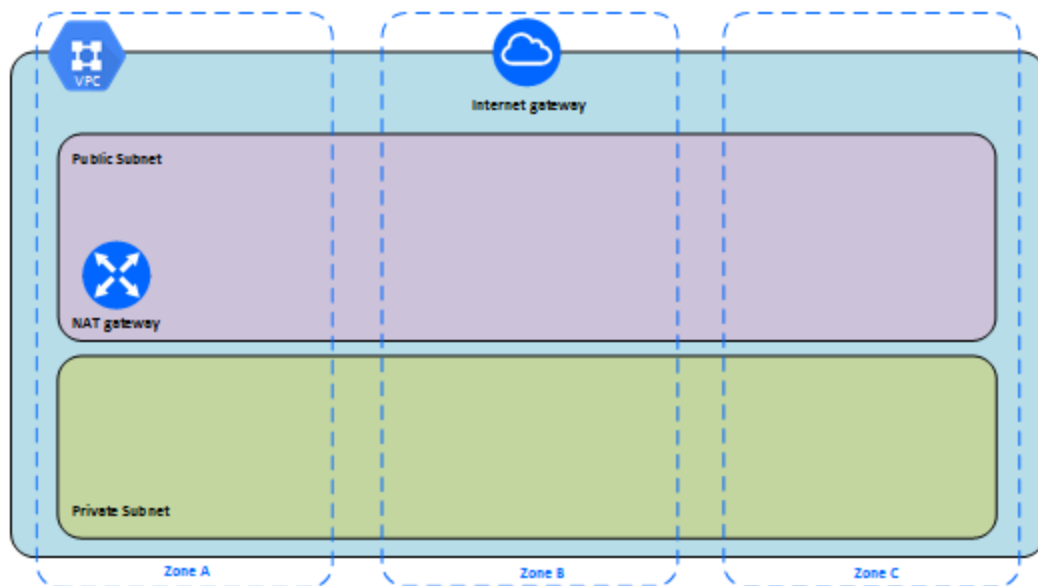 VPC
Internet gateway
Public Subnet
NAT gateway
Private Subnet
Zone A
Zone B
Zone C